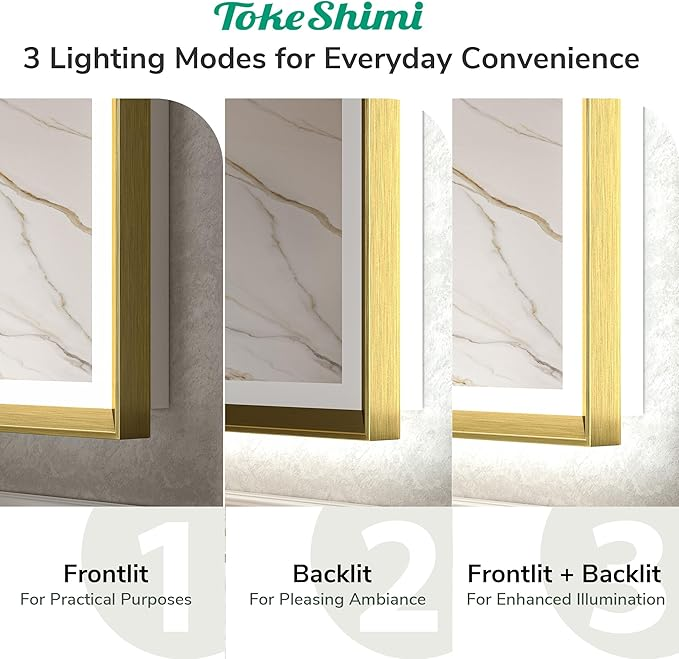 TokeShimi
3 Lighting Modes for Everyday Convenience
1
Frontlit
For Practical Purposes
2
Backlit
For Pleasing Ambiance
3
Frontlit + Backlit
For Enhanced Illumination